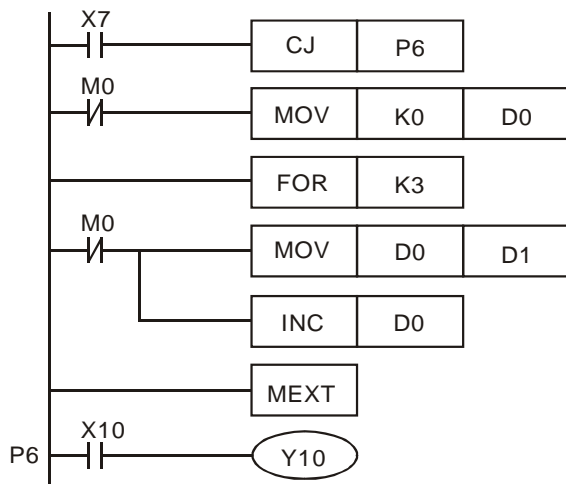 X7
CJ P6
M0
MOV K0 D0
FOR K3
M0
MOV D0 D1
INC D0
MEXT
X10
P6 Y10